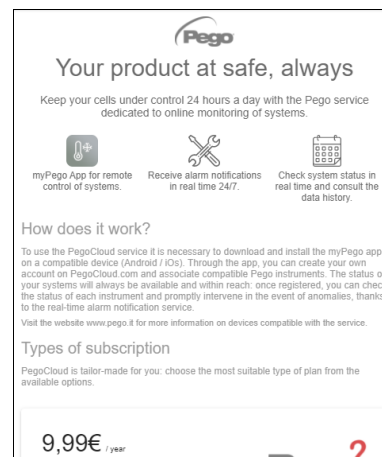 Pego
Your product at safe, always
Keep your cells under control 24 hours a day with the Pego service
dedicated to online monitoring of
systems.
myPego App for remote
control of systems.
Receive alarm notifications
in real time 24/7.
Check system status in
real time and consult the
data history.
How does it work?
To use the PegoCloud service it is necessary to download and install the myPego app
on a compatible device (Android / iOs). Through the app, you can create your own
account on PegoCloud.com and associate compatible Pego instruments. The status o
your systems will always be available and within reach: once registered, you can chec
the status of each instrument and promptly intervene in the event of anomalies, thanks
to the real-time alarm notification service.
Visit the website www.pego.it for more information on devices compatible with the service.
Types of subscription
PegoCloud is tailor-made for you: choose the most suitable type of plan from the
available options.
9,99€ / year
2